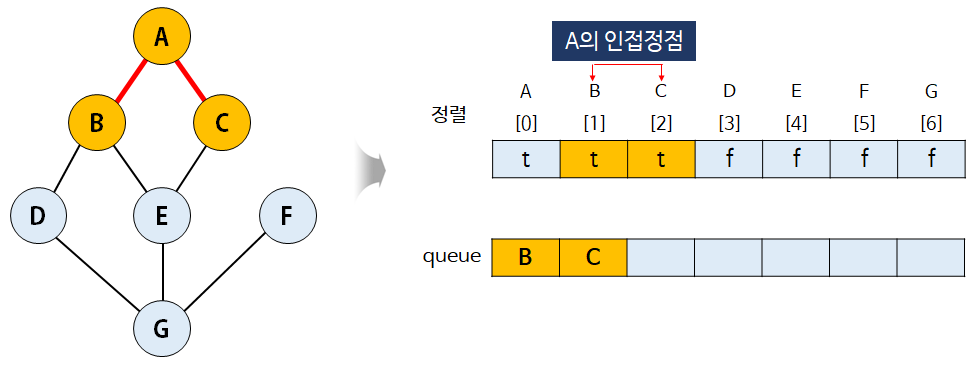 A
B
C
D
E
F
G
A의 인접정점
A B C D E F G
정렬
[0] [1] [2] [3] [4] [5] [6]
t t t f f f f
queue B C